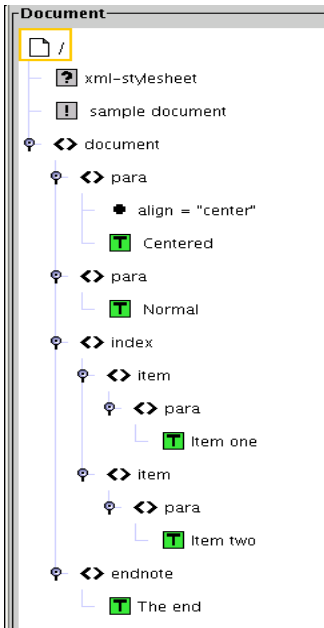 Document
/
? xml-stylesheet
! sample document
<> document
<> para
align = "center"
T Centered
<> para
T Normal
<> index
<> item
<> para
T Item one
<> item
<> para
T Item two
<> endnote
T The end